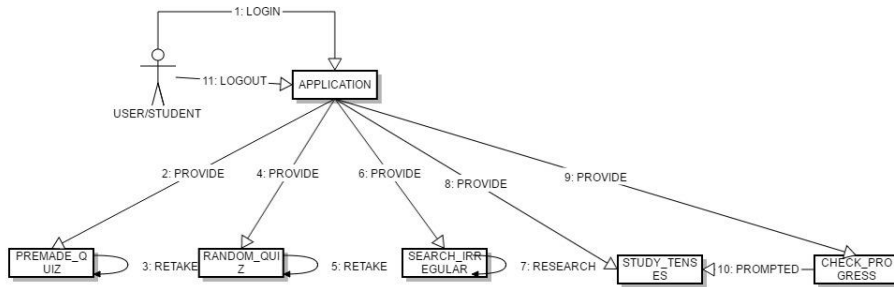 1: LOGIN
11: LOGOUT
APPLICATION
USER/STUDENT
2: PROVIDE
4: PROVIDE
6: PROVIDE
8: PROVIDE
9: PROVIDE
PREMADE_Q
UIZ
3: RETAKE
RANDOM_QUI
Z
5: RETAKE
SEARCH_IRR
EGULAR
7: RESEARCH
STUDY_TENS
ES
10: PROMPTED
CHECK_PRO
GRESS